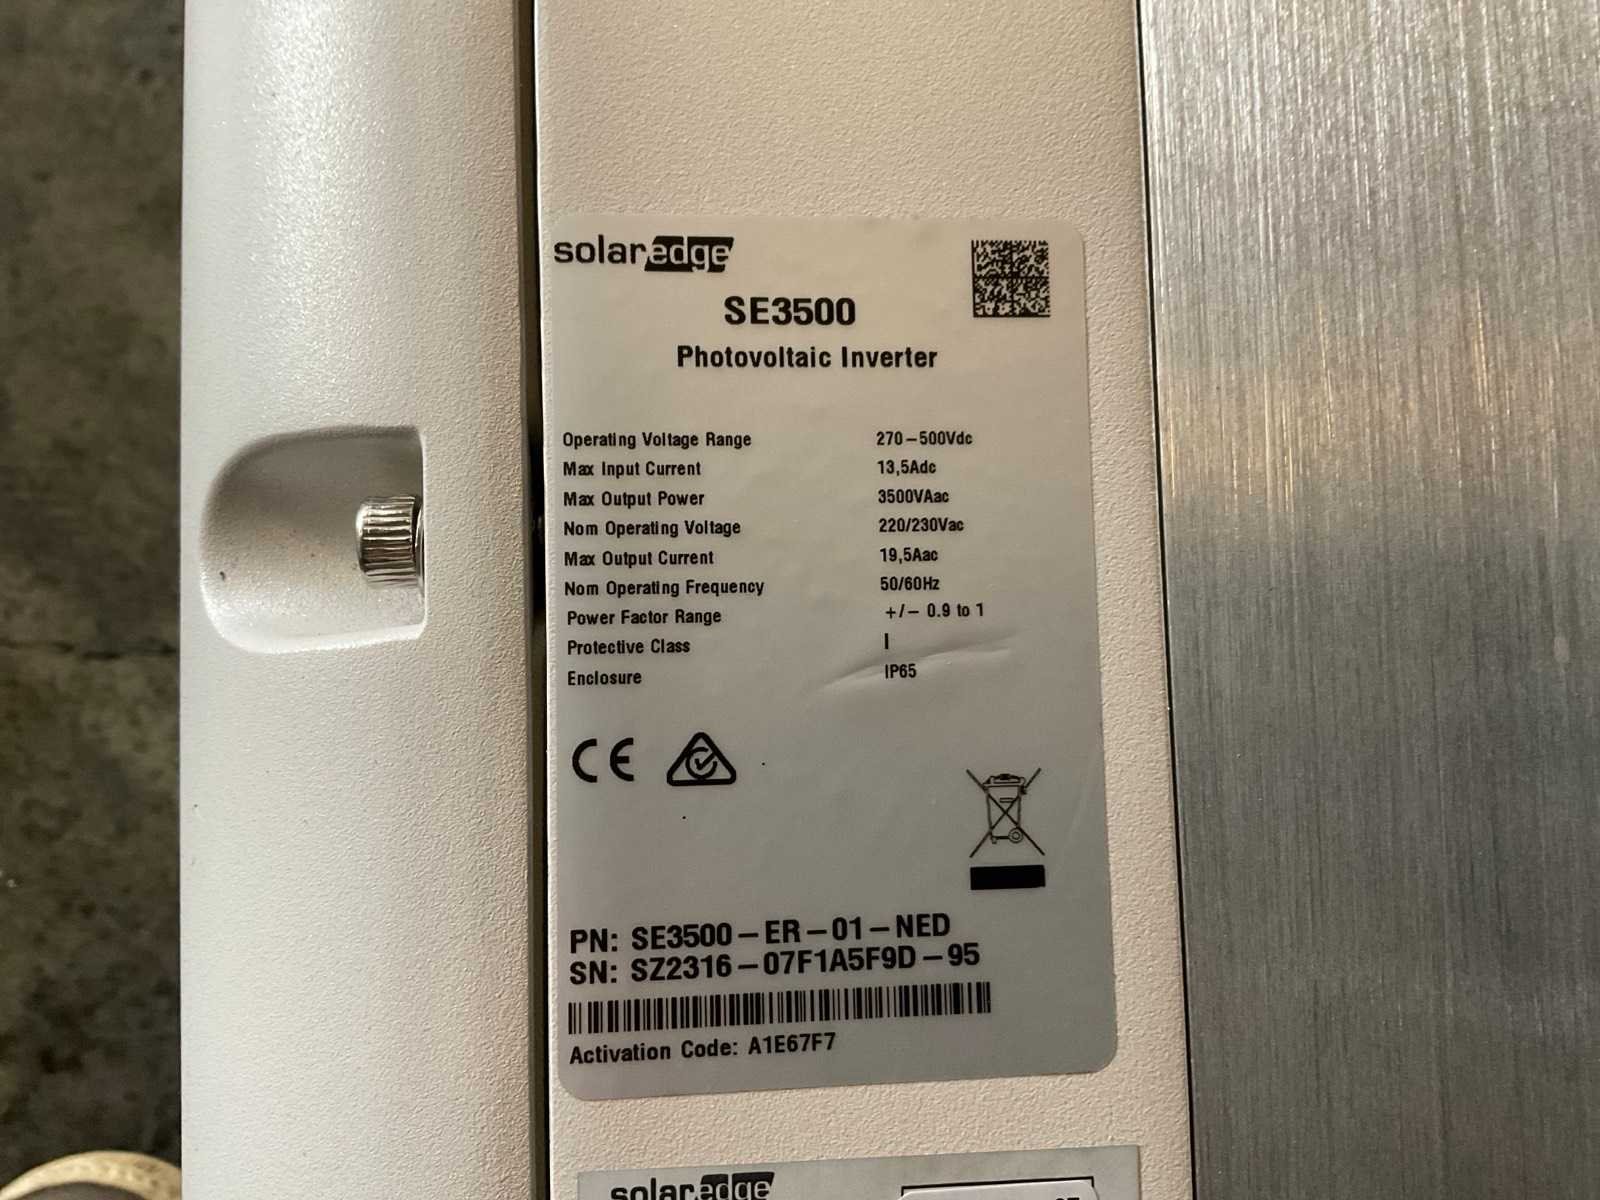 solaredge
SE3500
Photovoltaic Inverter
Operating Voltage Range 270–500Vdc
Max Input Current 13,5Adc
Max Output Power 3500VAac
Nom Operating Voltage 220/230Vac
Max Output Current 19,5Aac
Nom Operating Frequency 50/60Hz
Power Factor Range +/– 0.9 to 1
Protective Class I
Enclosure IP65
CE
PN: SE3500–ER–01–NED
SN: SZ2316–07F1A5F9D–95
Activation Code: A1E67F7
solaredge